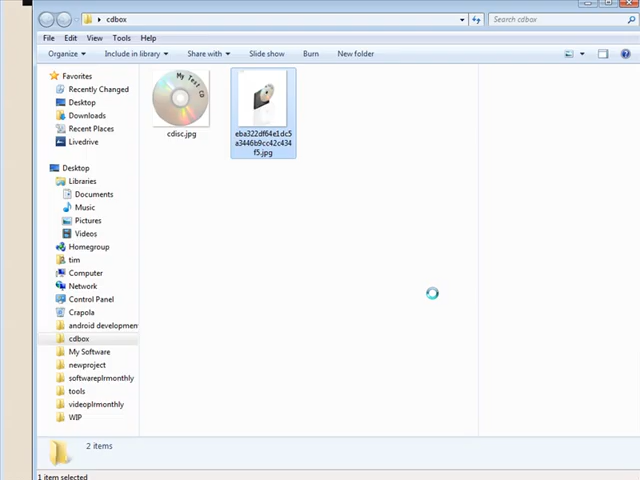 cdbox
Search cdbox
File Edit View Tools Help
Organize Include in library Share with Slide show Burn New folder
Favorites
Recently Changed
Desktop
Downloads
Recent Places
Livedrive
Desktop
Libraries
Documents
Music
Pictures
Videos
Homegroup
tim
Computer
Network
Control Panel
Crapola
android developmen
cdbox
My Software
newproject
softwareplrmonthly
tools
videoplrmonthly
WIP
My Test CD
cdisc.jpg
eba322df64e1dc5
a3446b9cc42c434
f5.jpg
2 items
1 item selected